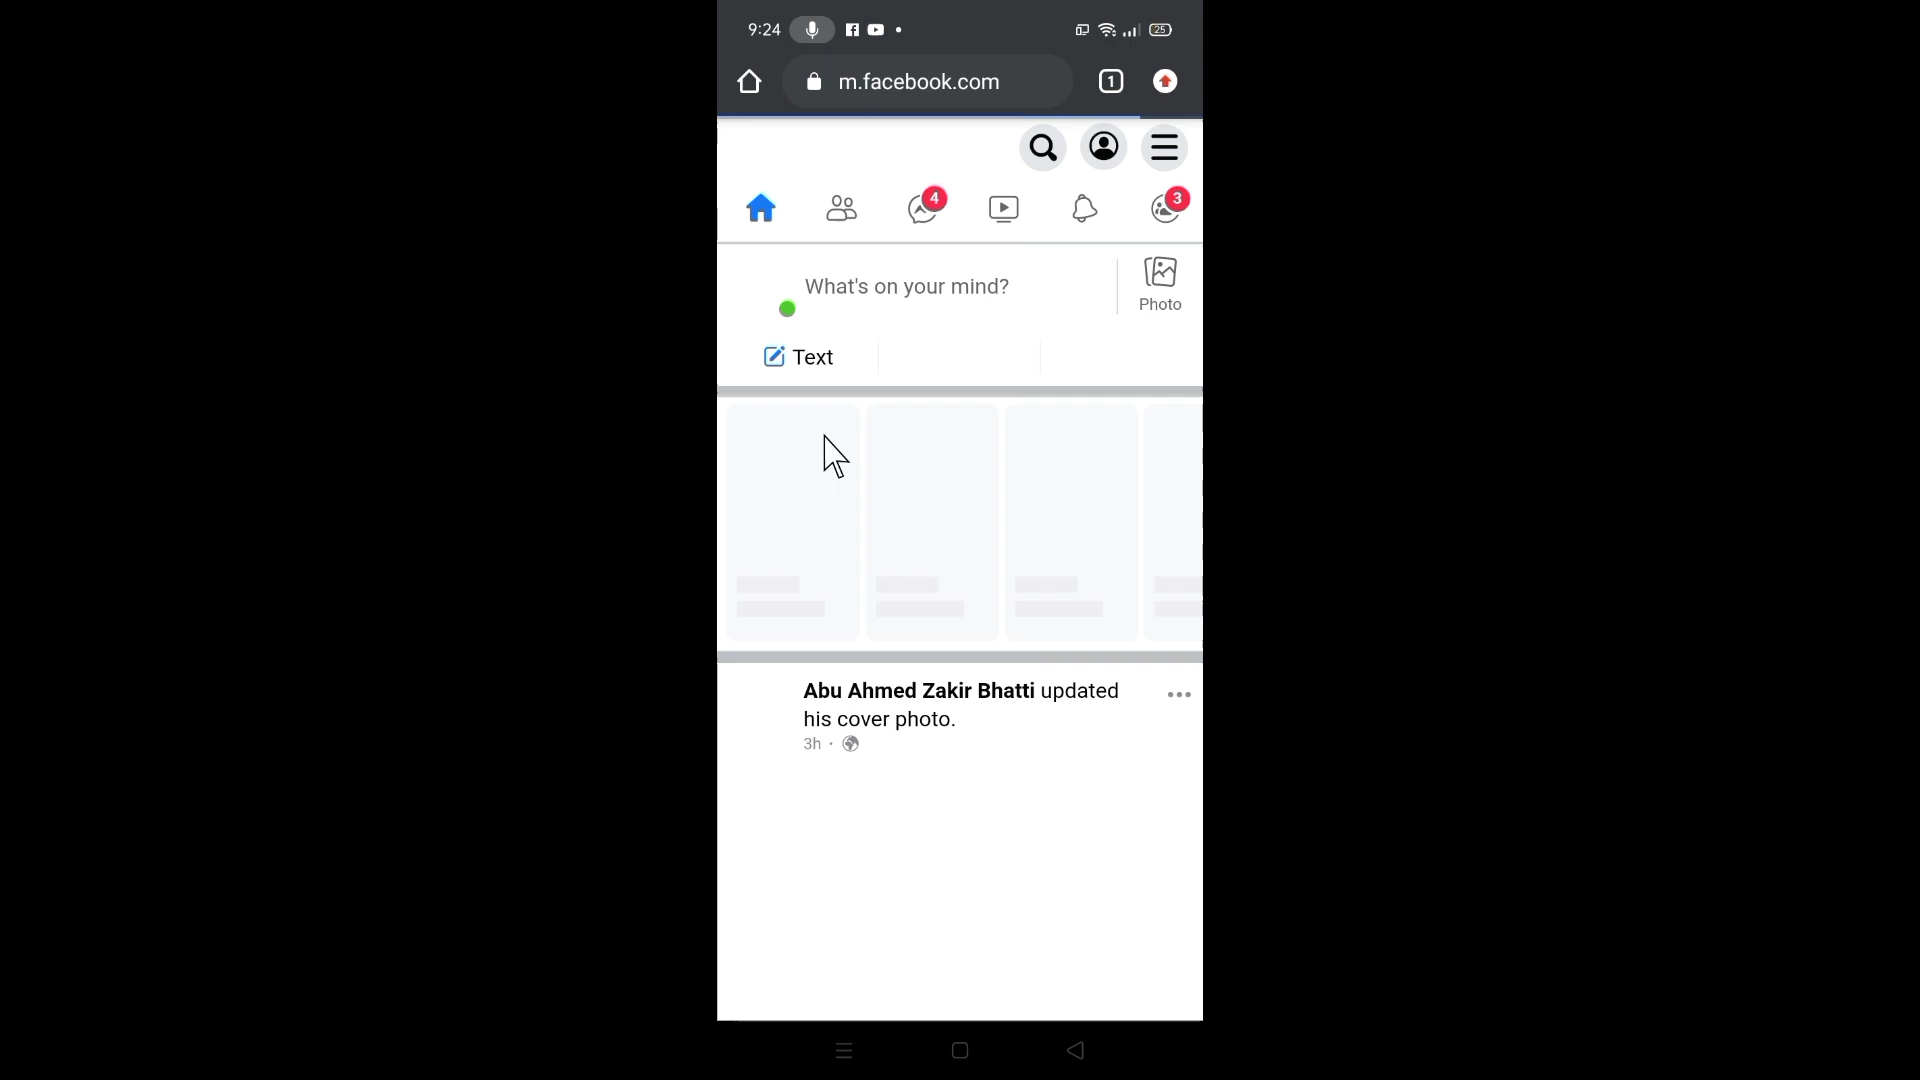 9:24
25
m.facebook.com
1
4
3
What's on your mind?
Photo
Text
Abu Ahmed Zakir Bhatti updated
his cover photo.
3h ·